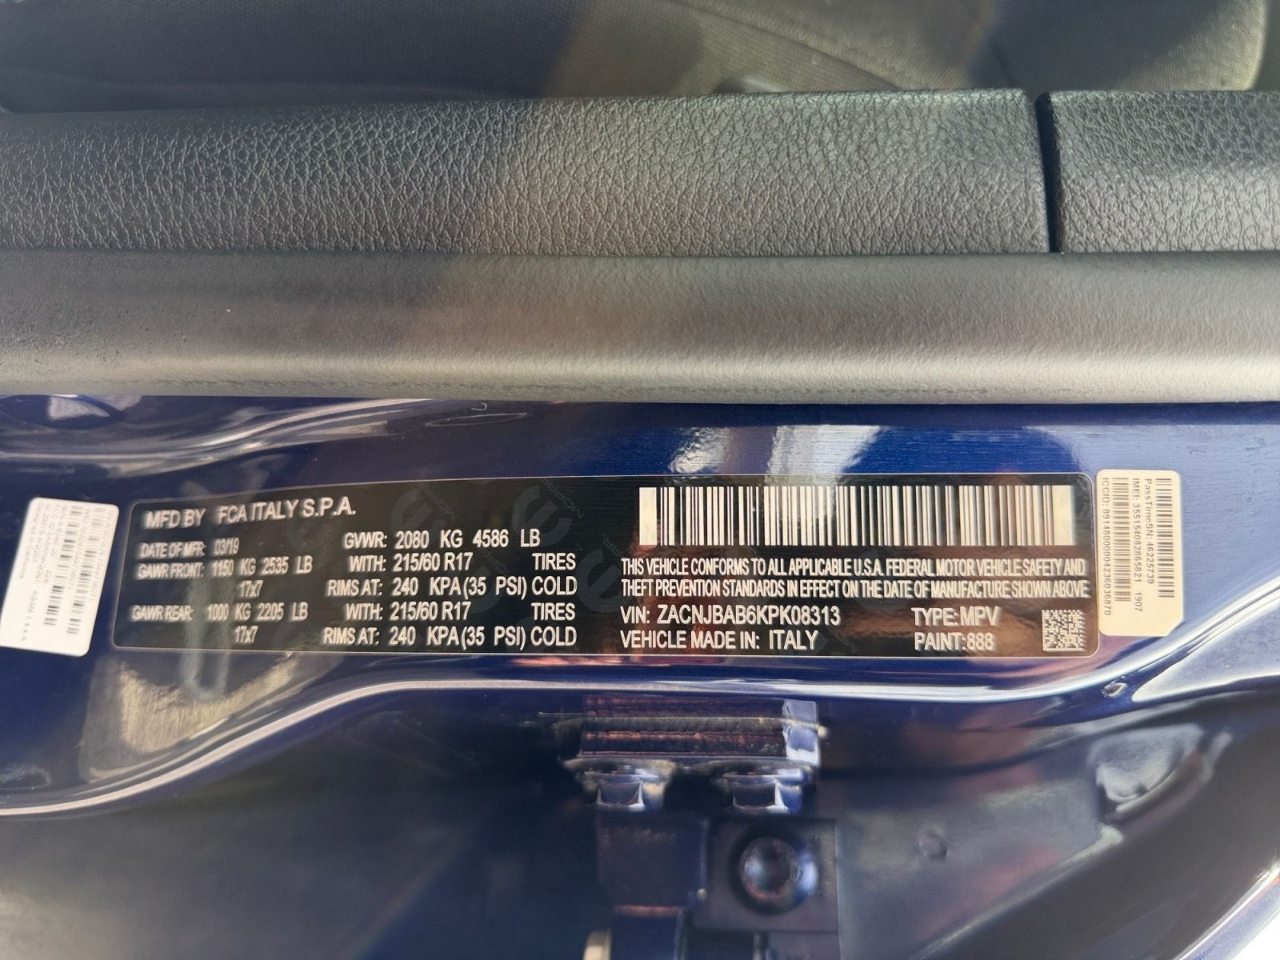 MFD BY FCA ITALY S.P.A.
DATE OF MFR: 03/19 GVWR: 2080 KG 4586 LB
GAWR FRONT: 1150 KG 2535 LB WITH: 215/60 R17 TIRES
17x7 RIMS AT: 240 KPA(35 PSI) COLD
GAWR REAR: 1000 KG 2205 LB WITH: 215/60 R17 TIRES
17x7 RIMS AT: 240 KPA(35 PSI) COLD
THIS VEHICLE CONFORMS TO ALL APPLICABLE U.S.A. FEDERAL MOTOR VEHICLE SAFETY AND
THEFT PREVENTION STANDARDS IN EFFECT ON THE DATE OF MANUFACTURE SHOWN ABOVE
VIN: ZACNJBAB6KPK08313 TYPE:MPV
VEHICLE MADE IN: ITALY PAINT:888
PassTimeSN:46225739
1907